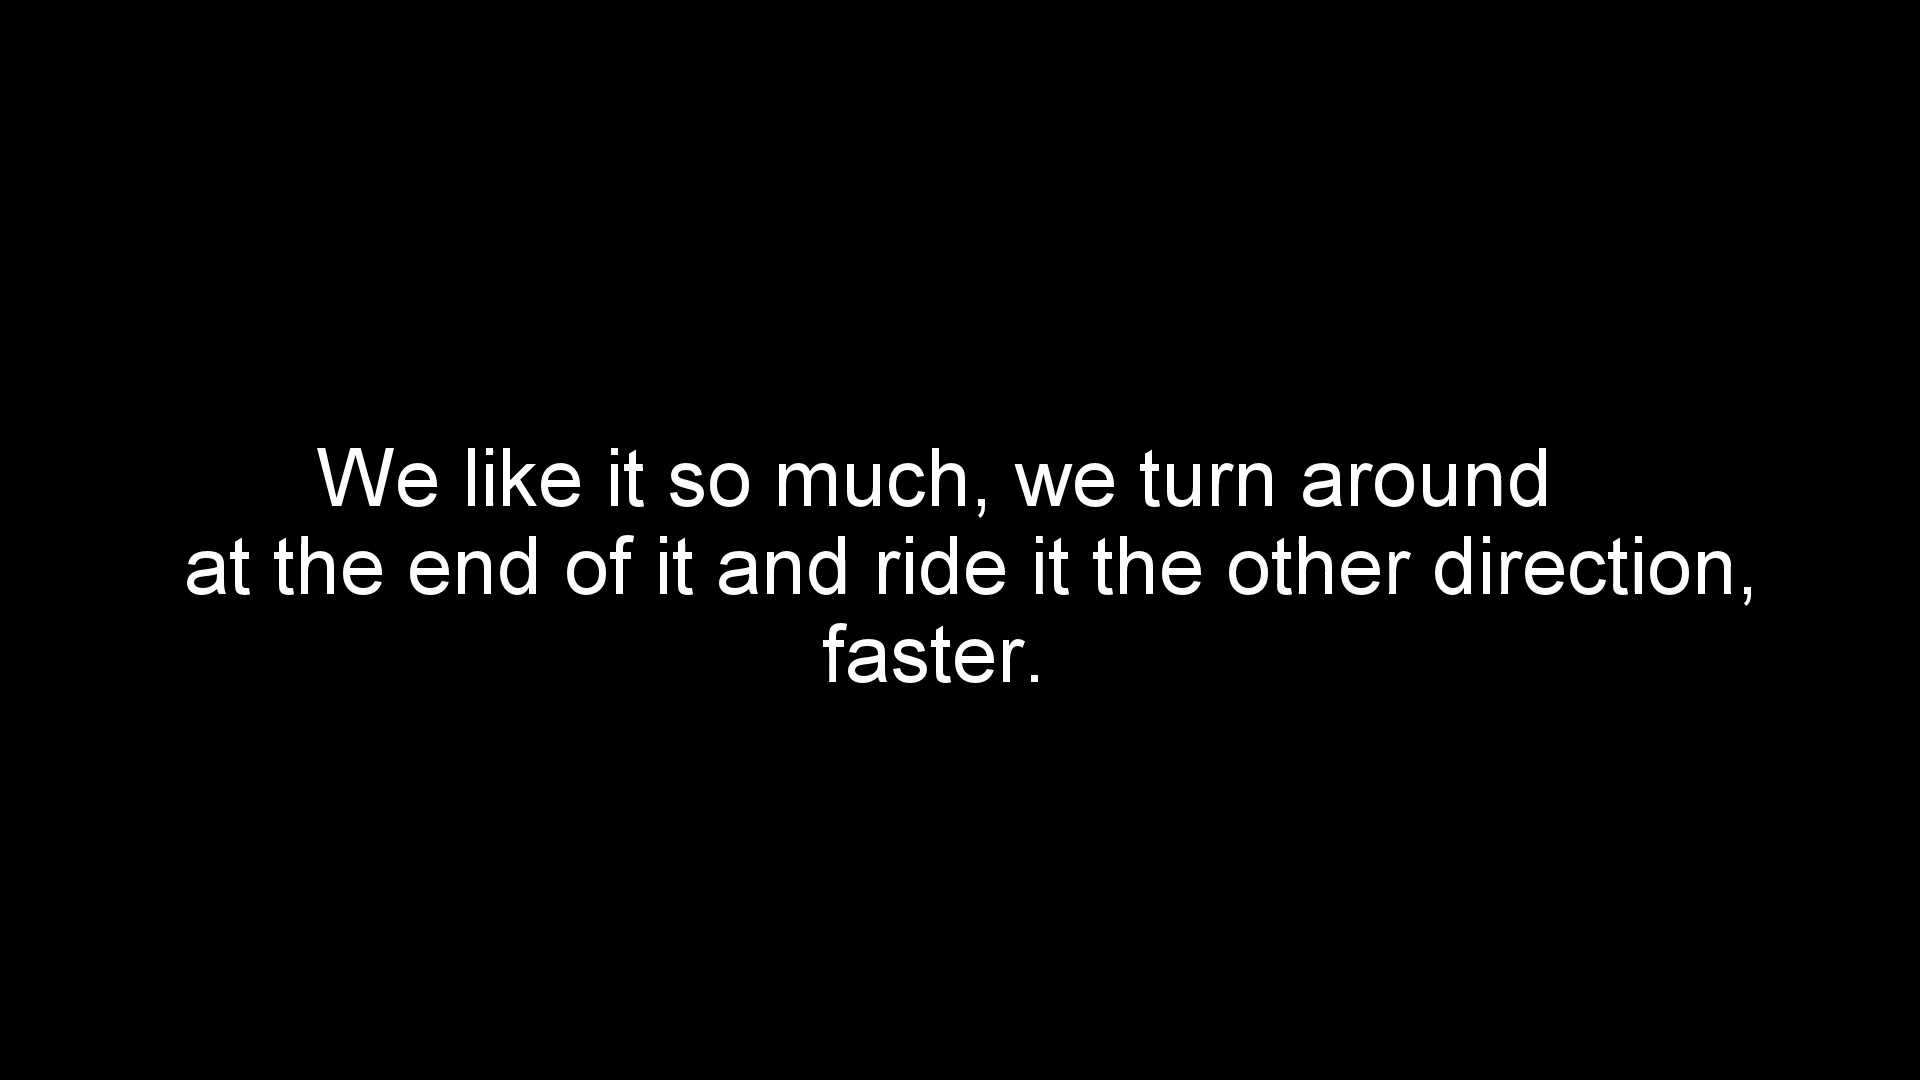 We like it so much, we turn around
at the end of it and ride it the other direction,
faster.